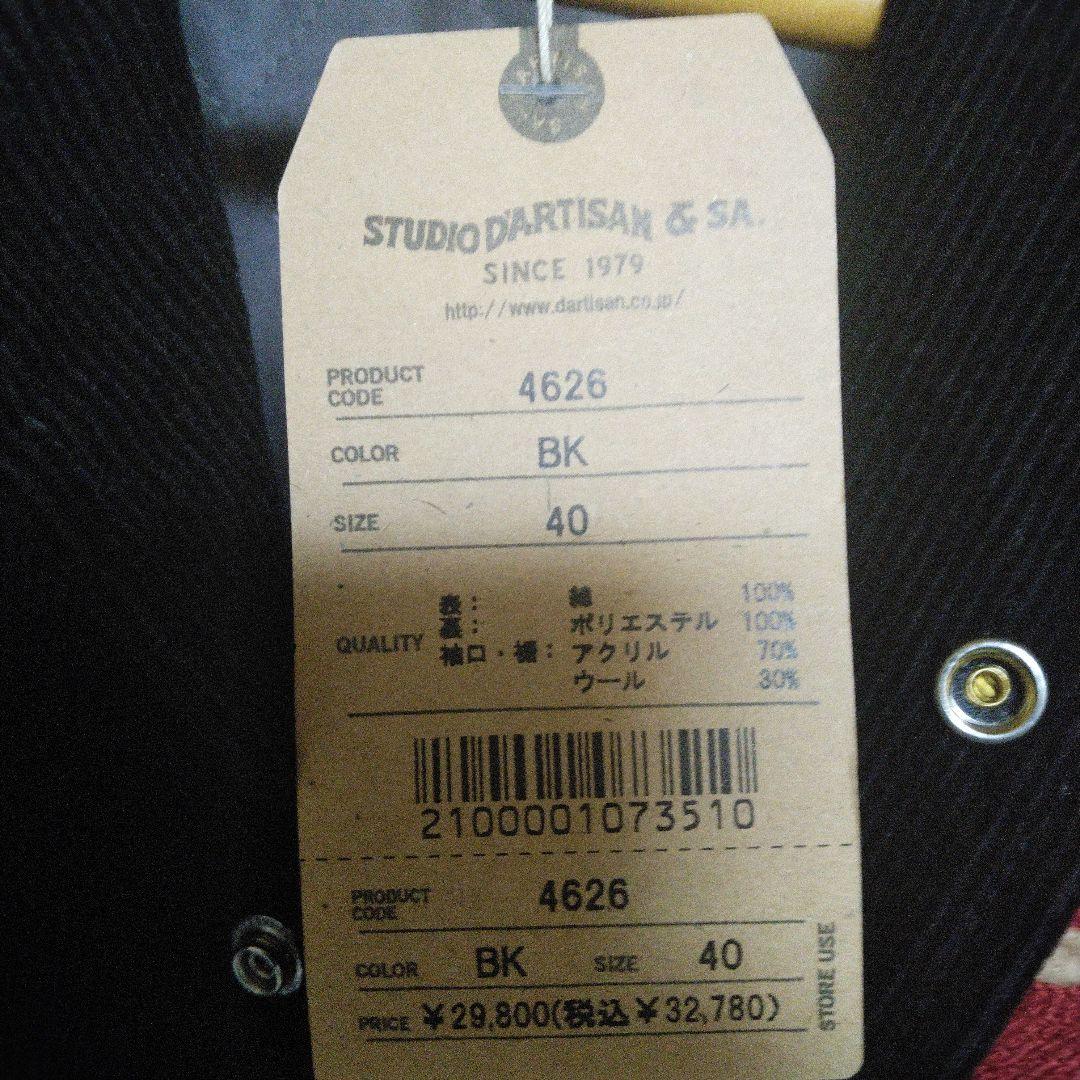 STUDIO D'ARTISAN & SA.
SINCE 1979
http://www.dartisan.co.jp/
PRODUCT CODE 4626
COLOR BK
SIZE 40
QUALITY
表: 綿 100%
裏: ポリエステル 100%
袖口・裾: アクリル 70%
ウール 30%
2100001073510
PRODUCT CODE 4626
COLOR BK SIZE 40
PRICE ¥29,800(税込¥32,780)
STORE USE